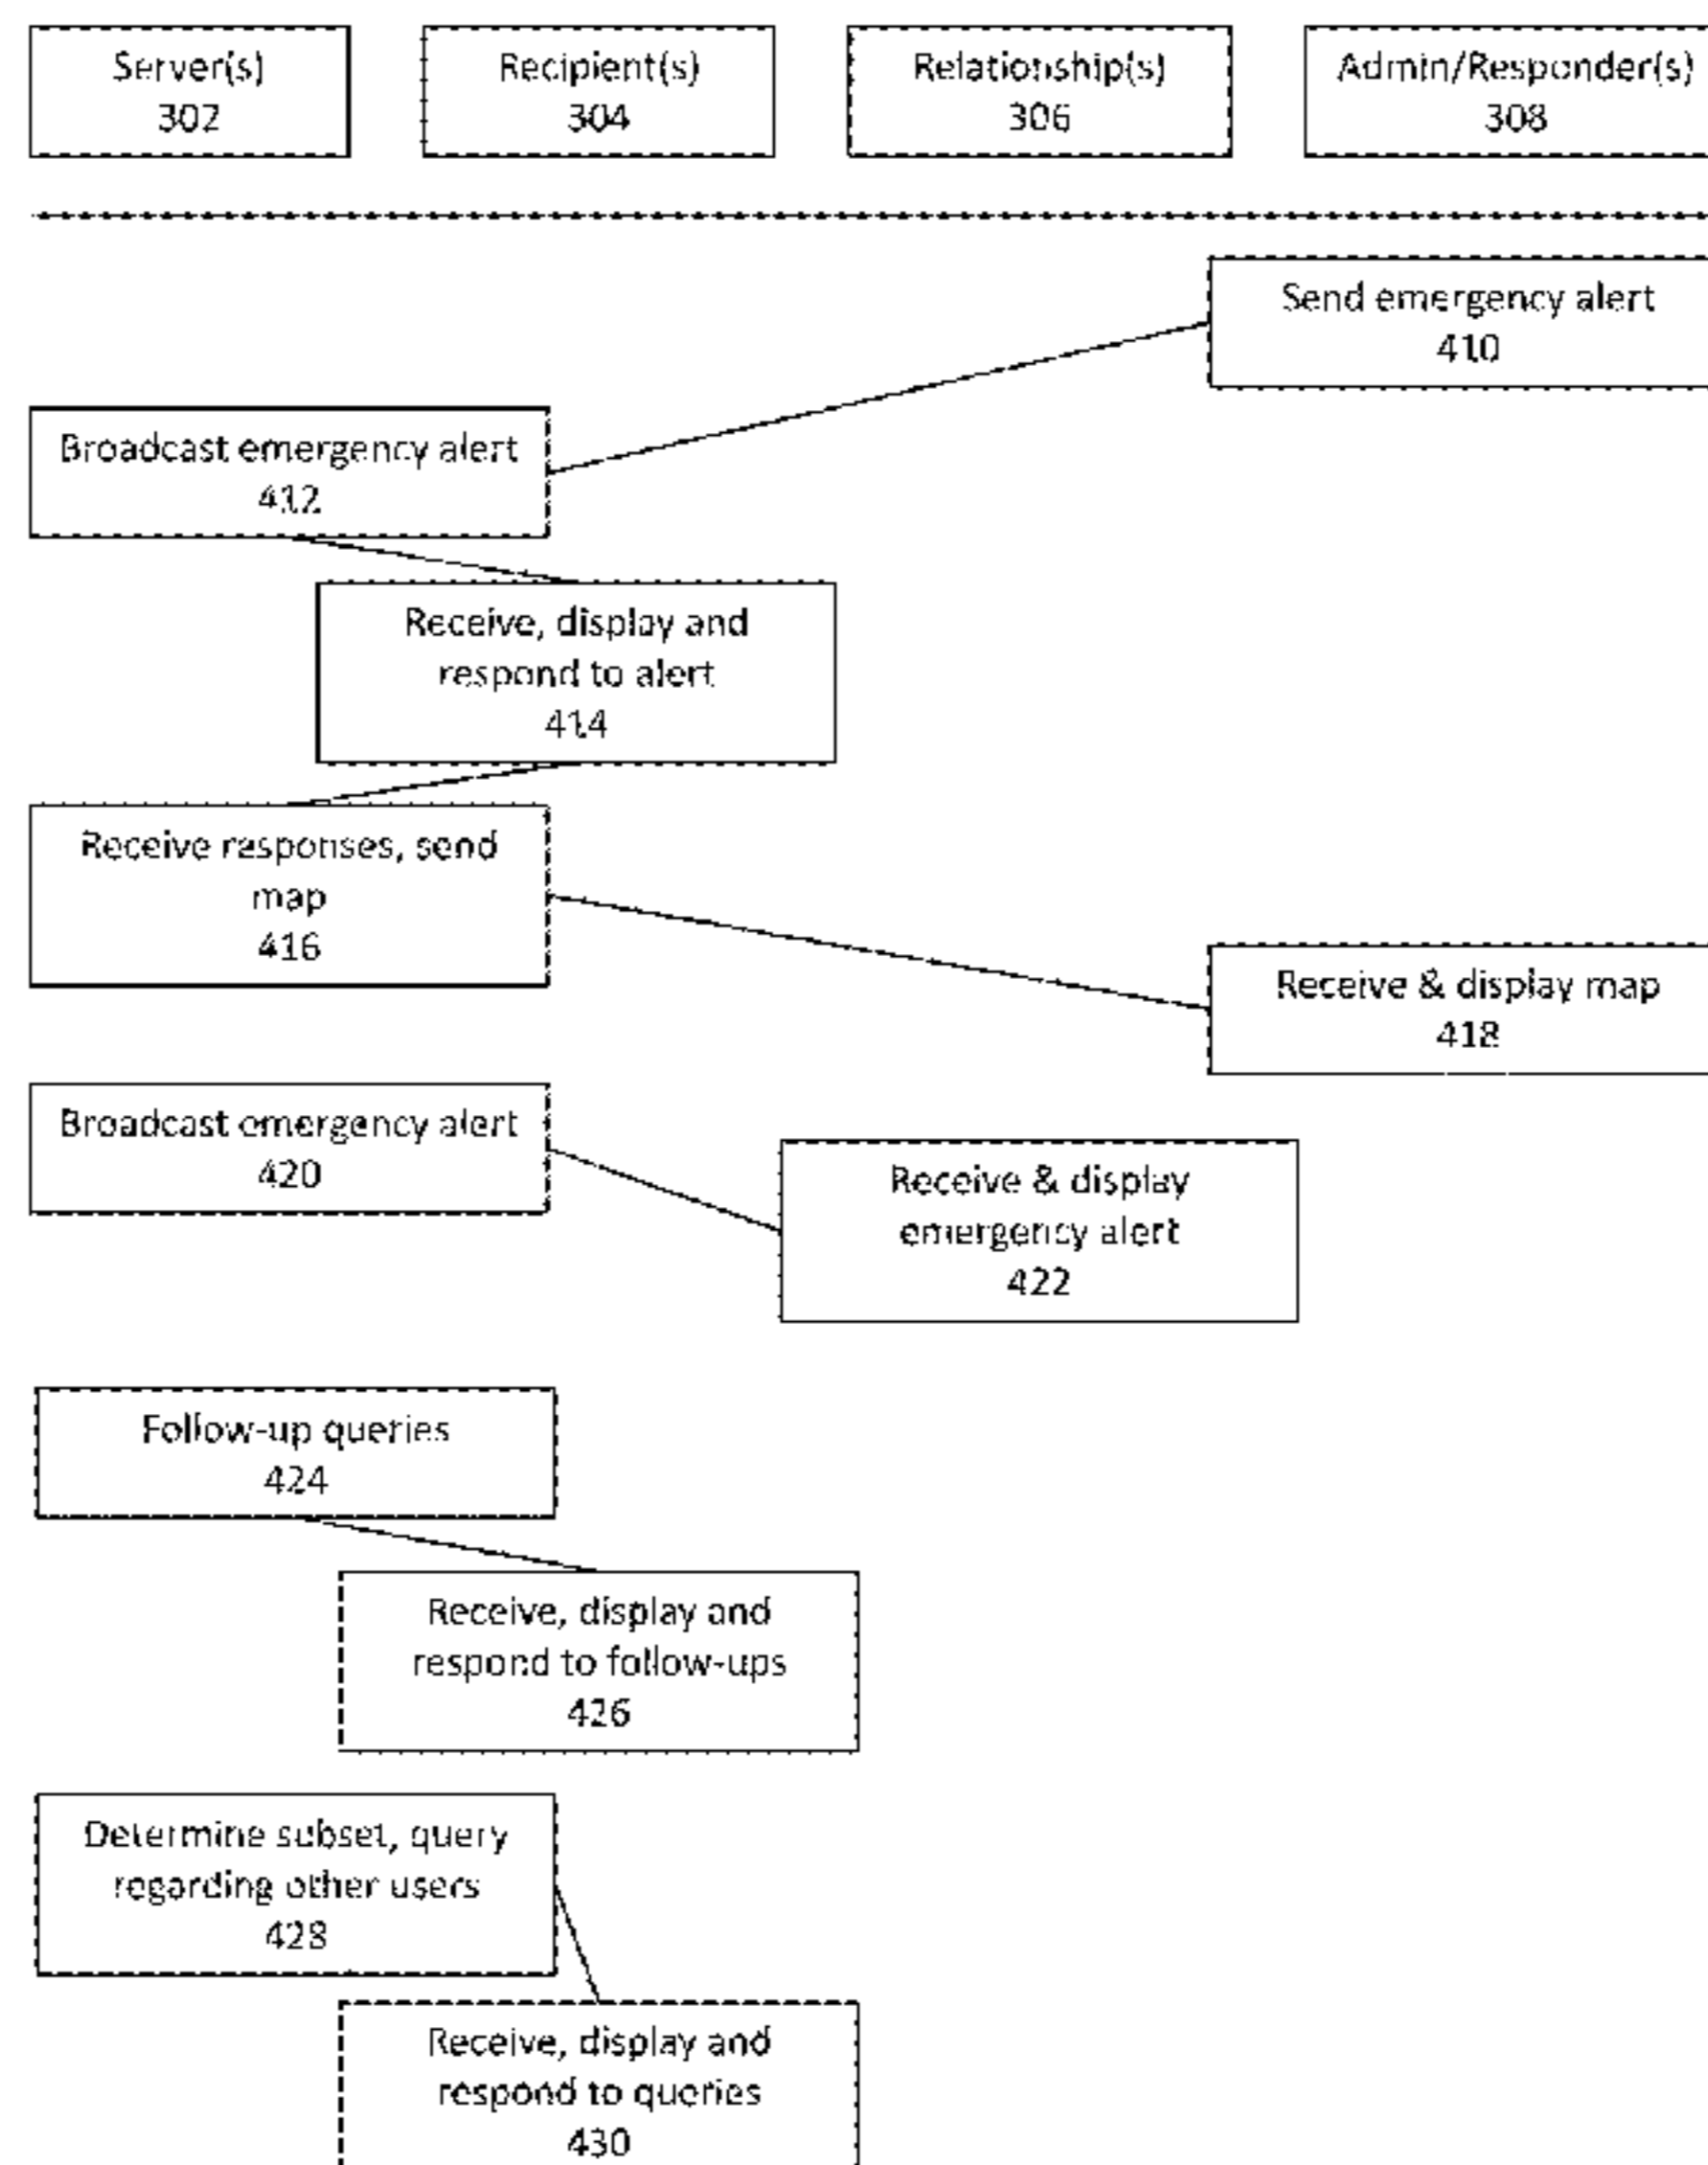 Server(s)
302
Recipient(s)
304
Relationship(s)
306
Admin/Responder(s)
308
Send emergency alert
410
Broadcast emergency alert
412
Receive, display and
respond to alert
414
Receive responses, send
map
416
Receive & display map
418
Broadcast emergency alert
420
Receive & display
emergency alert
422
Follow-up queries
424
Receive, display and
respond to follow-ups
426
Determine subset, query
regarding other users
428
Receive, display and
respond to queries
430